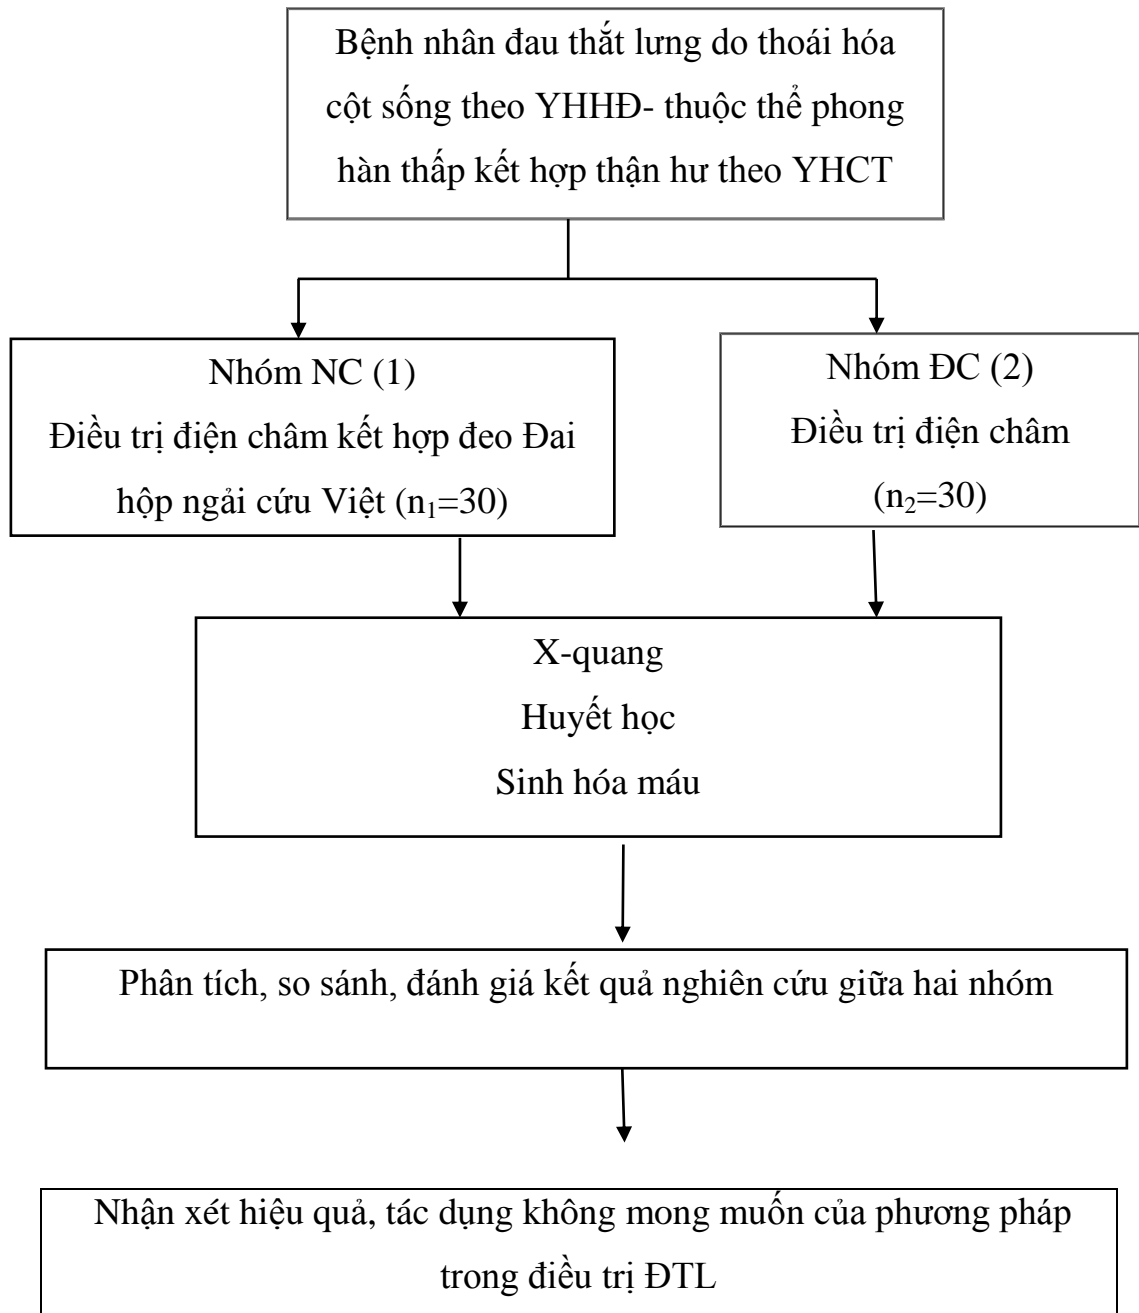 Bệnh nhân đau thắt lưng do thoái hóa
cột sống theo YHHĐ- thuộc thể phong
hàn thấp kết hợp thận hư theo YHCT
Nhóm NC (1)
Điều trị điện châm kết hợp đeo Đai
hộp ngải cứu Việt (n₁=30)
Nhóm ĐC (2)
Điều trị điện châm
(n₂=30)
X-quang
Huyết học
Sinh hóa máu
Phân tích, so sánh, đánh giá kết quả nghiên cứu giữa hai nhóm
Nhận xét hiệu quả, tác dụng không mong muốn của phương pháp
trong điều trị ĐTL